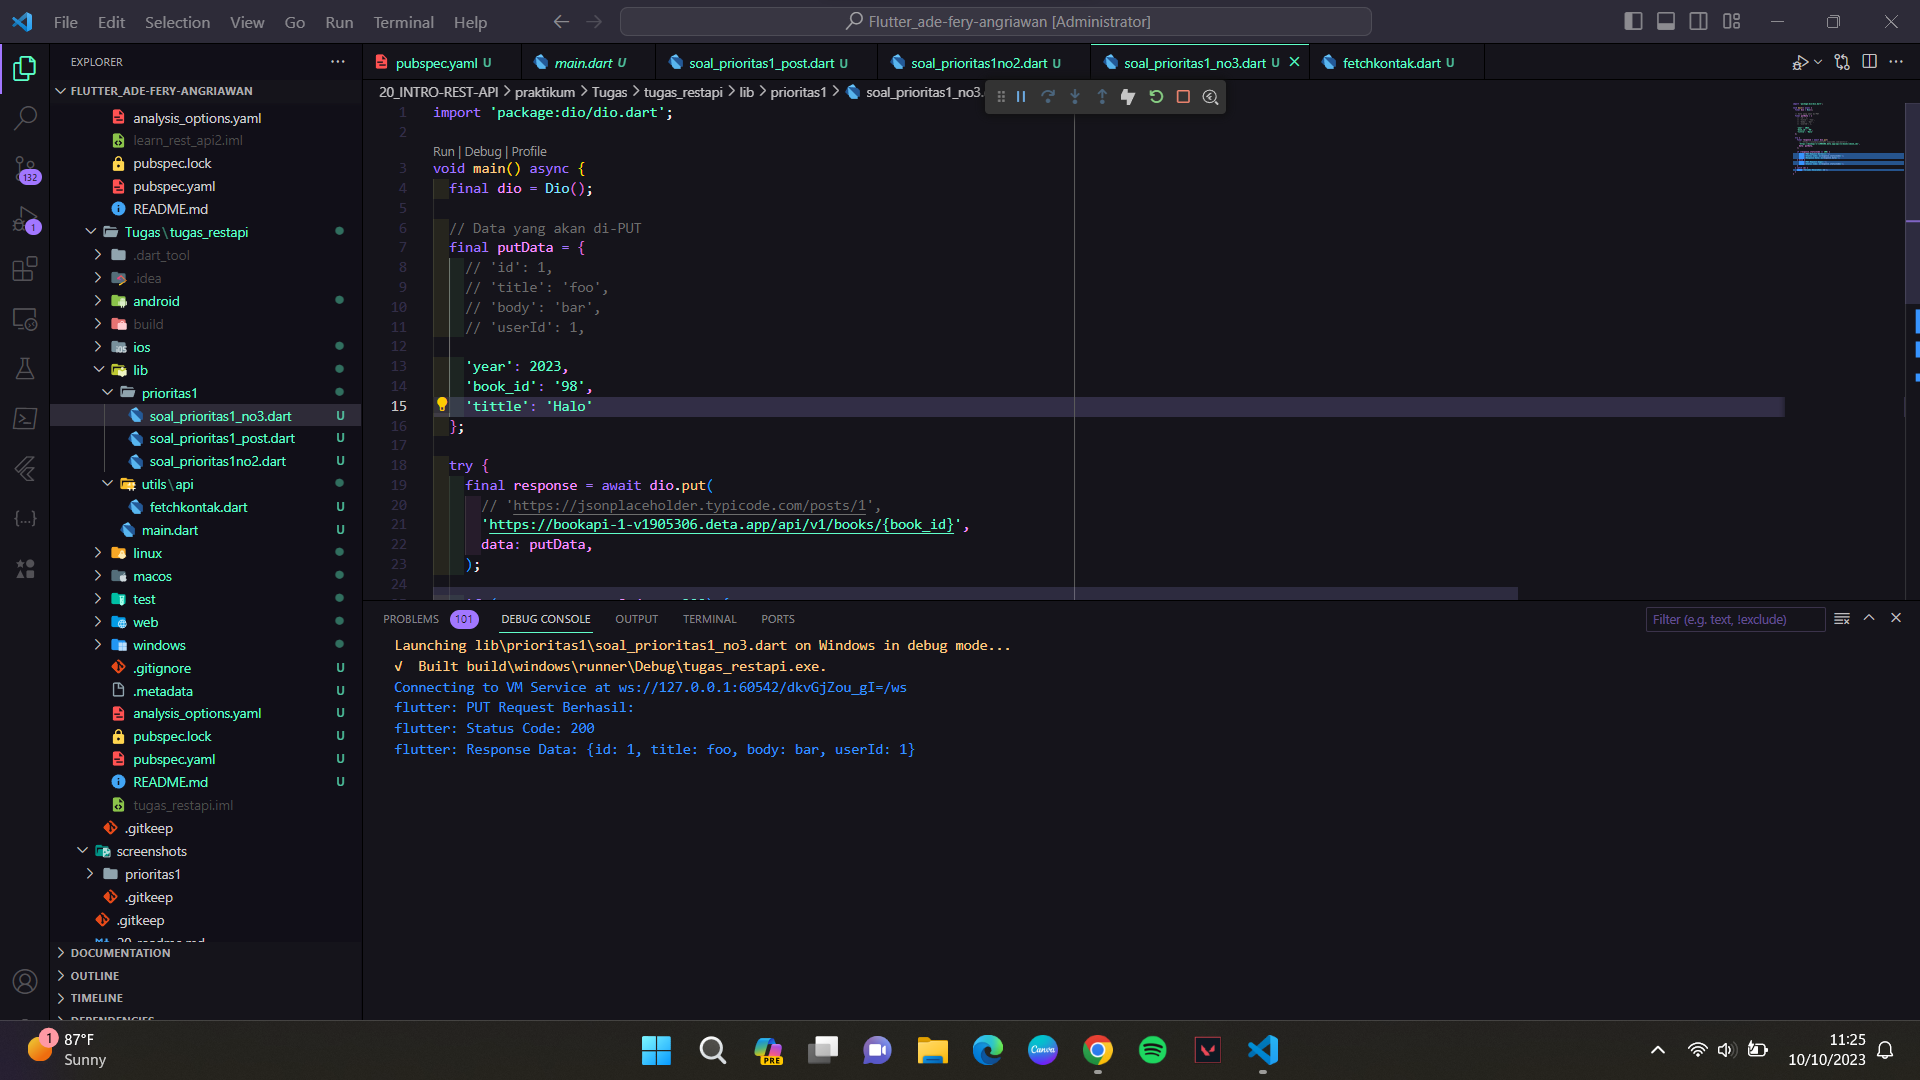 File Edit Selection View Go Run Terminal Help
Flutter_ade-fery-angriawan [Administrator]
EXPLORER
pubspec.yaml U
main.dart U
soal_prioritas1_post.dart U
soal_prioritas1no2.dart U
soal_prioritas1_no3.dart U
fetchkontak.dart U
FLUTTER_ADE-FERY-ANGRIAWAN
analysis_options.yaml
learn_rest_api2.iml
pubspec.lock
pubspec.yaml
README.md
Tugas\tugas_restapi
.dart_tool
.idea
android
build
ios
lib
prioritas1
soal_prioritas1_no3.dart U
soal_prioritas1_post.dart U
soal_prioritas1no2.dart U
utils\api
fetchkontak.dart U
main.dart U
linux
macos
test
web
windows
.gitignore U
.metadata U
analysis_options.yaml U
pubspec.lock U
pubspec.yaml U
README.md U
tugas_restapi.iml
.gitkeep
screenshots
prioritas1
.gitkeep
.gitkeep
DOCUMENTATION
OUTLINE
TIMELINE
132
1
20_INTRO-REST-API > praktikum > Tugas > tugas_restapi > lib > prioritas1 > soal_prioritas1_no3.
1 import 'package:dio/dio.dart';
2
Run | Debug | Profile
3 void main() async {
4 final dio = Dio();
5
6 // Data yang akan di-PUT
7 final putData = {
8 // 'id': 1,
9 // 'title': 'foo',
10 // 'body': 'bar',
11 // 'userId': 1,
12
13 'year': 2023,
14 'book_id': '98',
15 'tittle': 'Halo'
16 };
17
18 try {
19 final response = await dio.put(
20 // 'https://jsonplaceholder.typicode.com/posts/1',
21 'https://bookapi-1-v1905306.deta.app/api/v1/books/{book_id}',
22 data: putData,
23 );
24
PROBLEMS 101 DEBUG CONSOLE OUTPUT TERMINAL PORTS
Filter (e.g. text, !exclude)
Launching lib\prioritas1\soal_prioritas1_no3.dart on Windows in debug mode...
√ Built build\windows\runner\Debug\tugas_restapi.exe.
Connecting to VM Service at ws://127.0.0.1:60542/dkvGjZou_gI=/ws
flutter: PUT Request Berhasil:
flutter: Status Code: 200
flutter: Response Data: {id: 1, title: foo, body: bar, userId: 1}
1
87°F
Sunny
PRE
Canva
11:25
10/10/2023